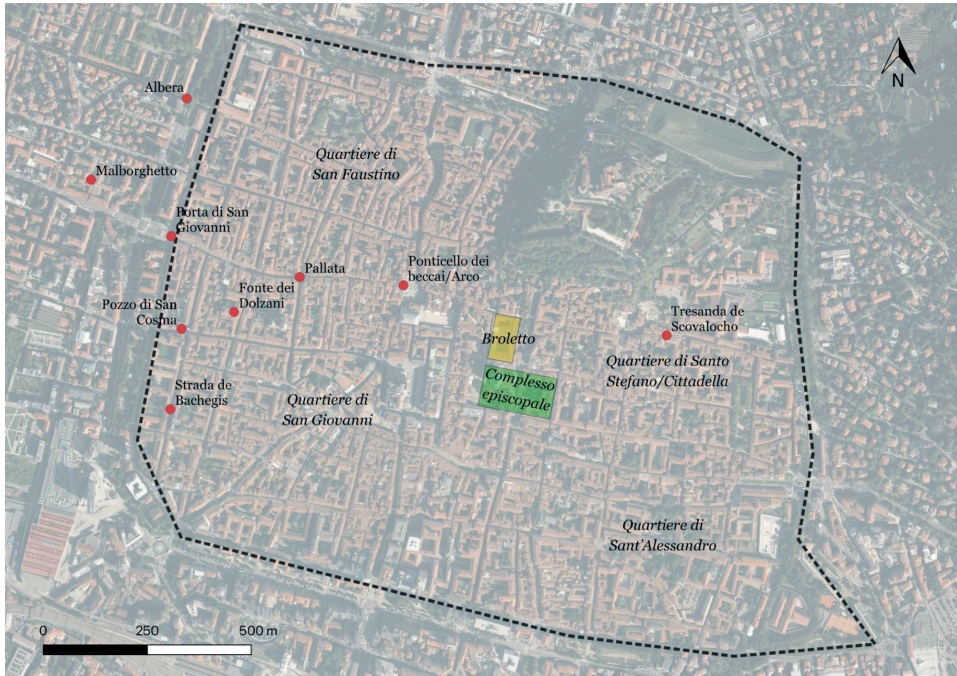 N
Albera
Quartiere di
San Faustino
Malborghetto
Porta di San
Giovanni
Ponticello dei
beccai/Arco
Pallata
Fonte dei
Dolzani
Pozzo di San
Cosma
Tresanda de
Scovalocho
Broletto
Quartiere di Santo
Stefano/Cittadella
Complesso
episcopale
Strada de
Bachegis
Quartiere di
San Giovanni
Quartiere di
Sant'Alessandro
0 250 500 m